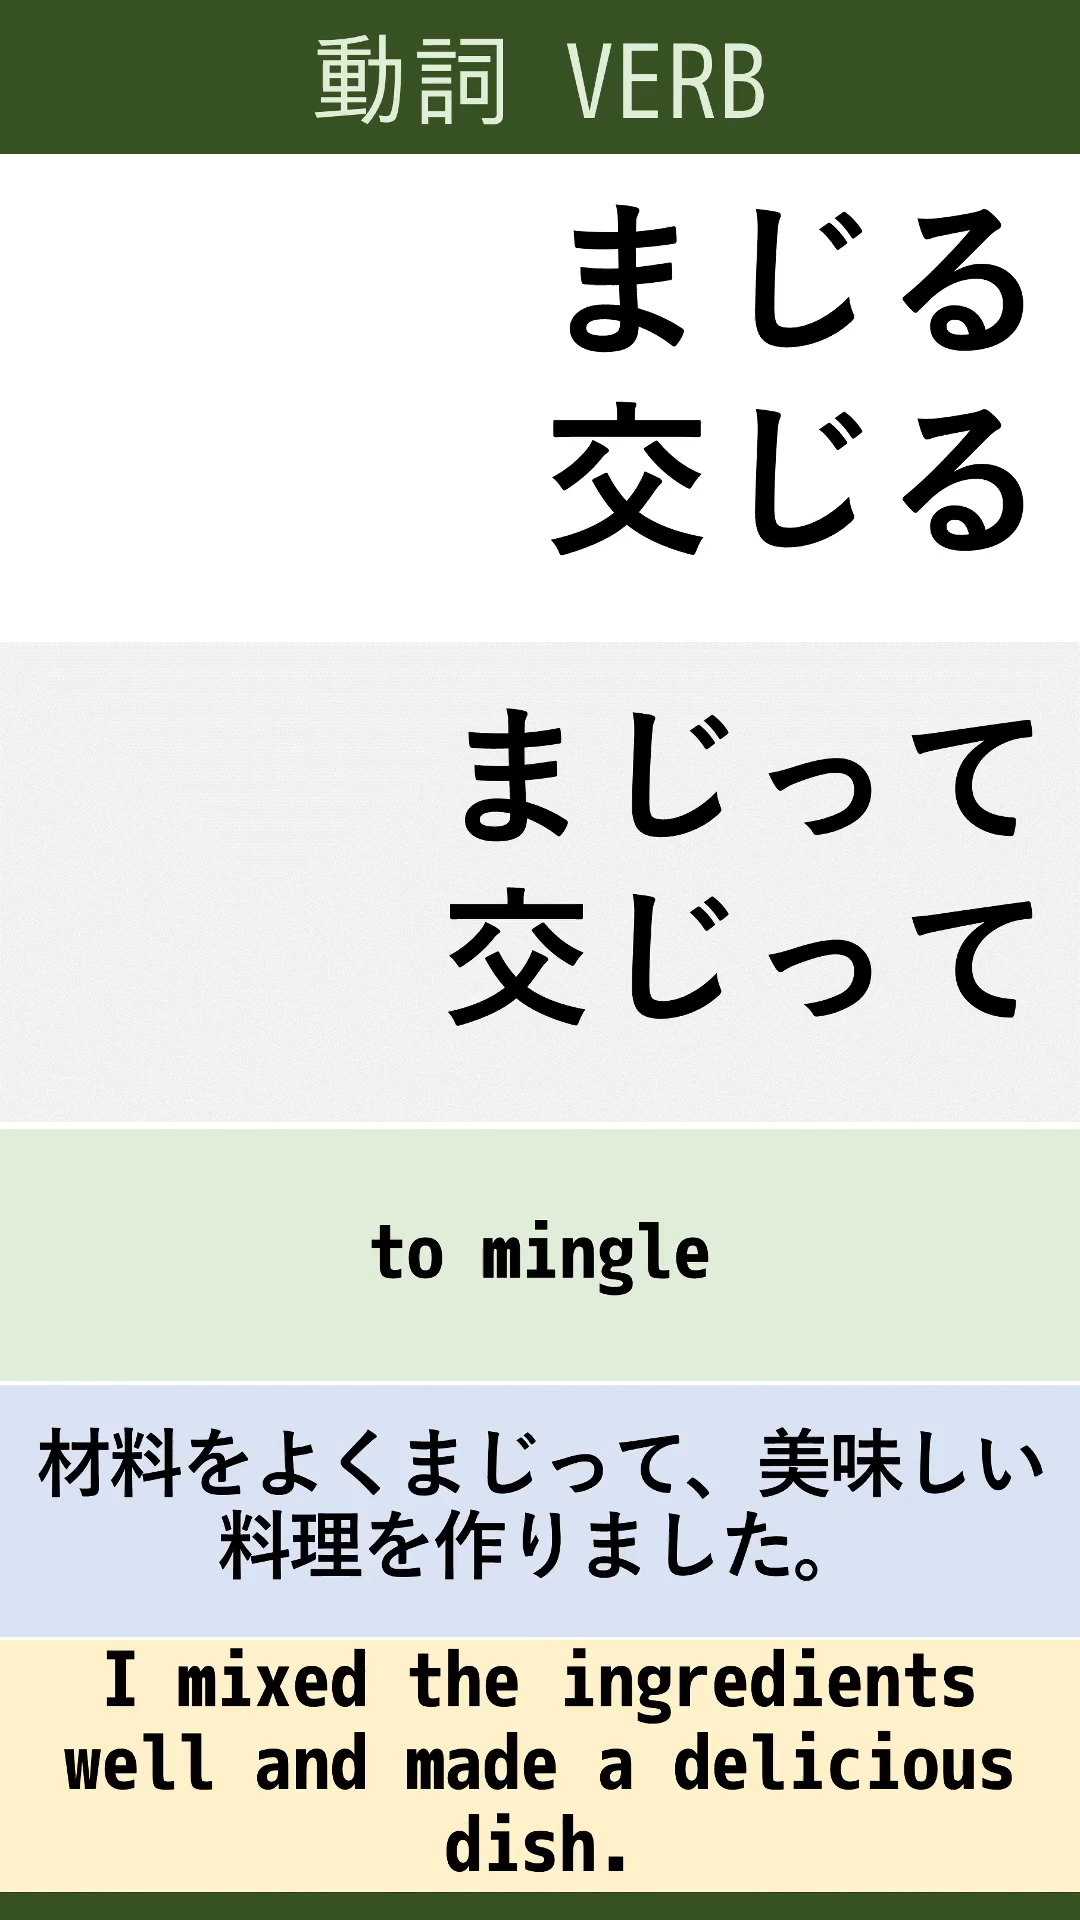 動詞 VERB
まじる
交じる
まじって
交じって
to mingle
材料をよくまじって、美味しい
料理を作りました。
I mixed the ingredients
well and made a delicious
dish.